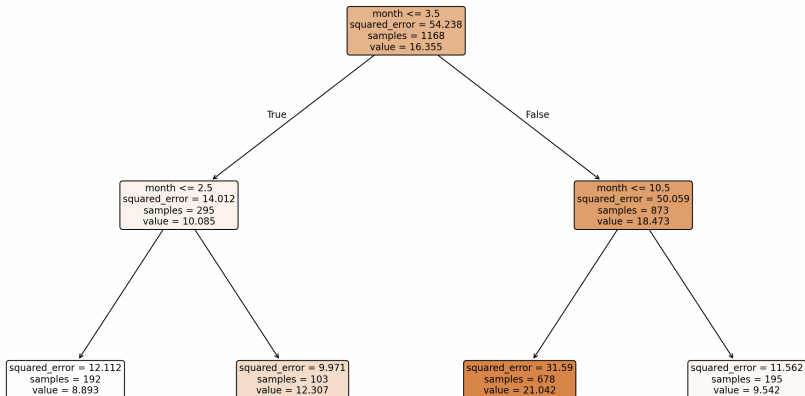 month <= 3.5
squared_error = 54.238
samples = 1168
value = 16.355
True
False
month <= 2.5
squared_error = 14.012
samples = 295
value = 10.085
month <= 10.5
squared_error = 50.059
samples = 873
value = 18.473
squared_error = 12.112
samples = 192
value = 8.893
squared_error = 9.971
samples = 103
value = 12.307
squared_error = 31.59
samples = 678
value = 21.042
squared_error = 11.562
samples = 195
value = 9.542